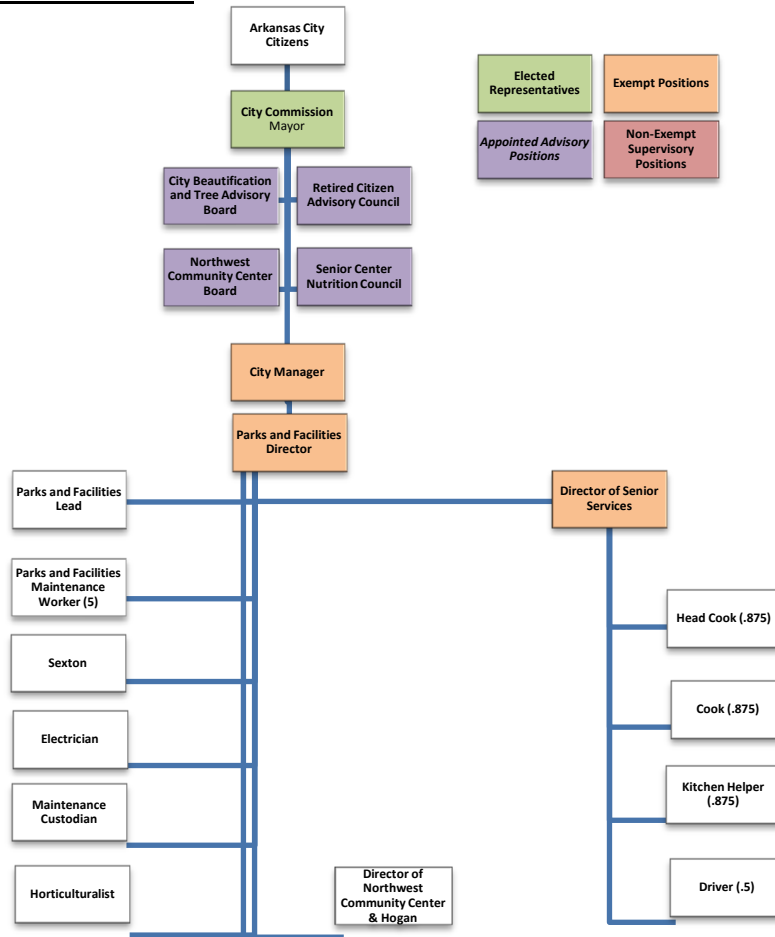 Arkansas City
Citizens
Elected
Representatives
Exempt Positions
City Commission
Mayor
Appointed Advisory
Positions
Non-Exempt
Supervisory
Positions
City Beautification
and Tree Advisory
Board
Retired Citizen
Advisory Council
Northwest
Community Center
Board
Senior Center
Nutrition Council
City Manager
Parks and Facilities
Director
Parks and Facilities
Lead
Director of Senior
Services
Parks and Facilities
Maintenance
Worker (5)
Head Cook (.875)
Sexton
Cook (.875)
Electrician
Kitchen Helper
(.875)
Maintenance
Custodian
Horticulturalist
Director of
Northwest
Community Center
& Hogan
Driver (.5)